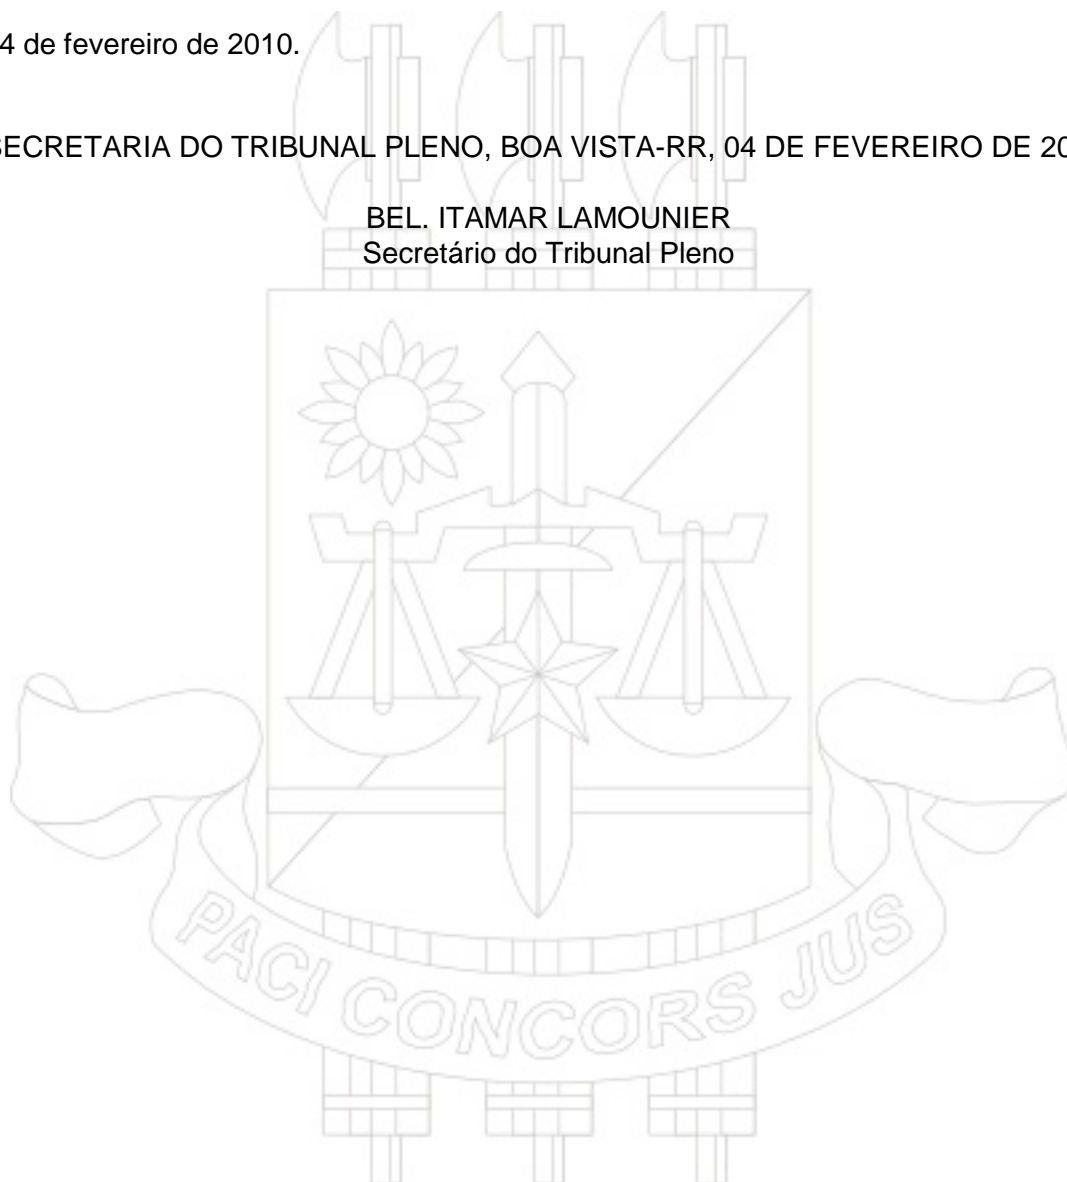 4 de fevereiro de 2010.
SECRETARIA DO TRIBUNAL PLENO, BOA VISTA-RR, 04 DE FEVEREIRO DE 20
BEL. ITAMAR LAMOUNIER
Secretário do Tribunal Pleno
PACI CONCORS JUS